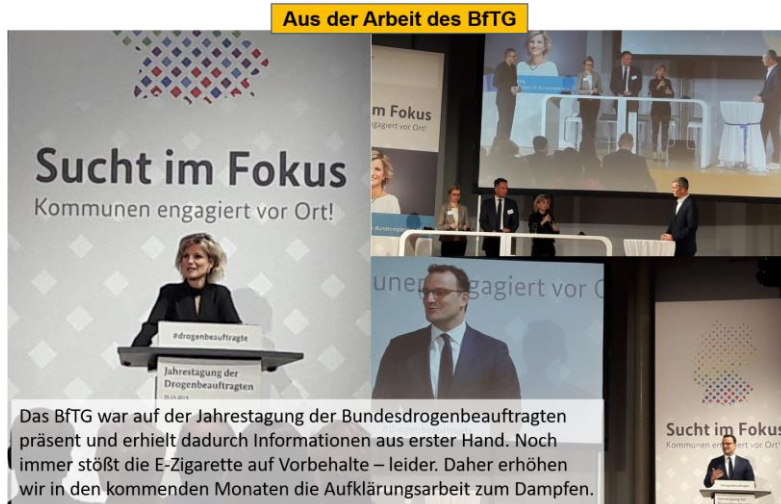 Aus der Arbeit des BfTG
Sucht im Fokus
Kommunen engagiert vor Ort!
#drogenbeauftragte
Jahrestagung der
Drogenbeauftragten
m Fokus
engagiert vor Ort!
unen engagiert vor O
Sucht im Fokus
Kommunen engagiert vor Ort!
Das BfTG war auf der Jahrestagung der Bundesdrogenbeauftragten
präsent und erhielt dadurch Informationen aus erster Hand. Noch
immer stößt die E-Zigarette auf Vorbehalte – leider. Daher erhöhen
wir in den kommenden Monaten die Aufklärungsarbeit zum Dampfen.